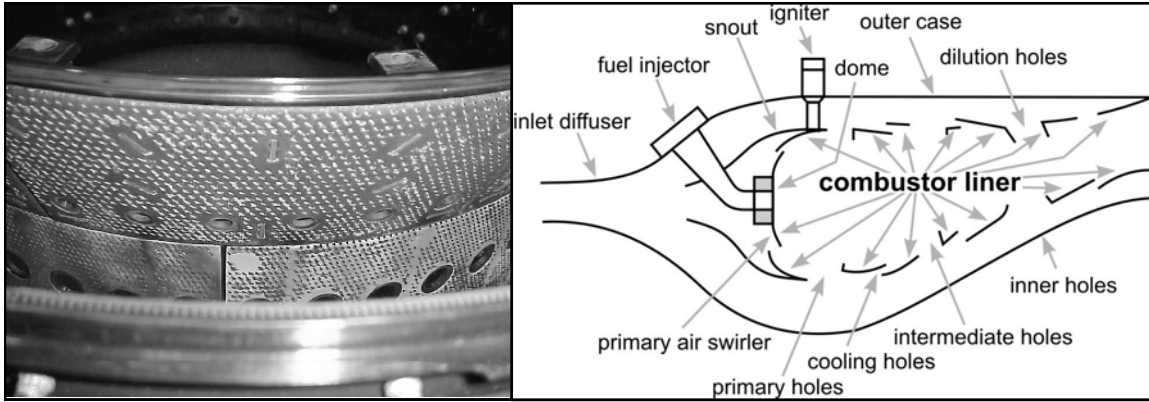 igniter
snout
outer case
fuel injector
dome
dilution holes
inlet diffuser
combustor liner
inner holes
primary air swirler
intermediate holes
cooling holes
primary holes